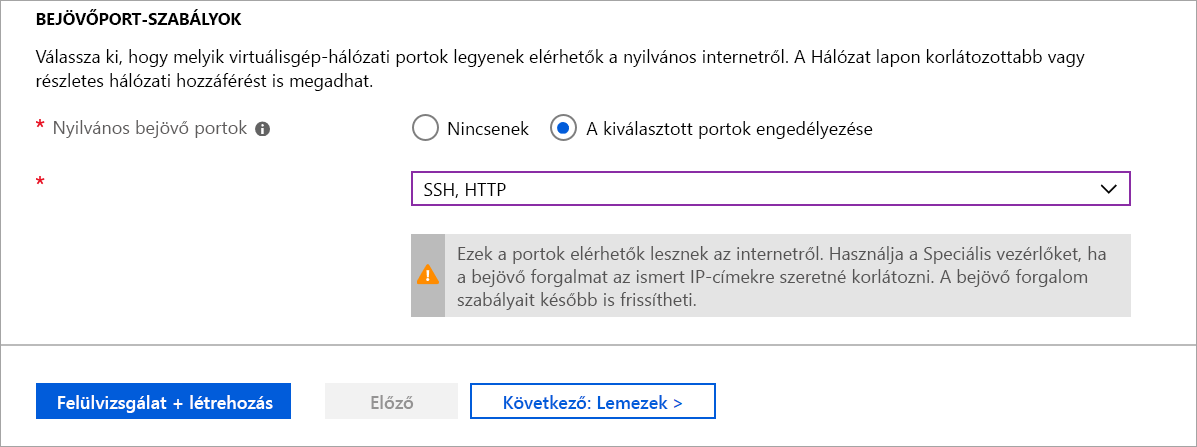 BEJÖVŐPORT-SZABÁLYOK
Válassza ki, hogy melyik virtuálisgép-hálózati portok legyenek elérhetők a nyilvános internetről. A Hálózat lapon korlátozottabb vagy
részletes hálózati hozzáférést is megadhat.
* Nyilvános bejövő portok
Nincsenek
A kiválasztott portok engedélyezése
*
SSH, HTTP
Ezek a portok elérhetők lesznek az internetről. Használja a Speciális vezérlőket, ha
a bejövő forgalmat az ismert IP-címekre szeretné korlátozni. A bejövő forgalom
szabályait később is frissítheti.
Felülvizsgálat + létrehozás
Előző
Következő: Lemezek >